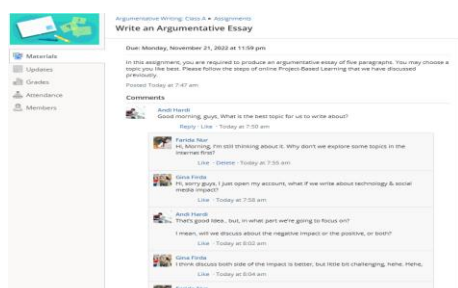 Argumentative Writing: Class A ▸ Assignments
Write an Argumentative Essay
Materials
Updates
Grades
Attendance
Members
Due: Monday, November 21, 2022 at 11:59 pm
In this assignment, you are required to produce an argumentative essay of five paragraphs. You may choose a
topic you like best. Please follow the steps of online Project-Based Learning that we have discussed
previously.
Posted Today at 7:47 am
Comments
Andi Hardi
Good morning, guys, What is the best topic for us to write about?
Reply · Like · Today at 7:50 am
Farida Nur
Hi, Morning, I'm still thinking about it. Why don't we explore some topics in the
internet first?
Like · Delete · Today at 7:55 am
Gina Firda
Hi, sorry guys, I just open my account, what if we write about technology & social
media impact?
Like · Today at 7:58 am
Andi Hardi
That's good Idea.. but, in what part we're going to focus on?
I mean, will we discuss about the negative impact or the positive, or both?
Like · Today at 8:02 am
Gina Firda
I think discuss both side of the impact is better, but little bit challenging, hehe. Hehe,
Like · Today at 8:04 am
Farida Nur